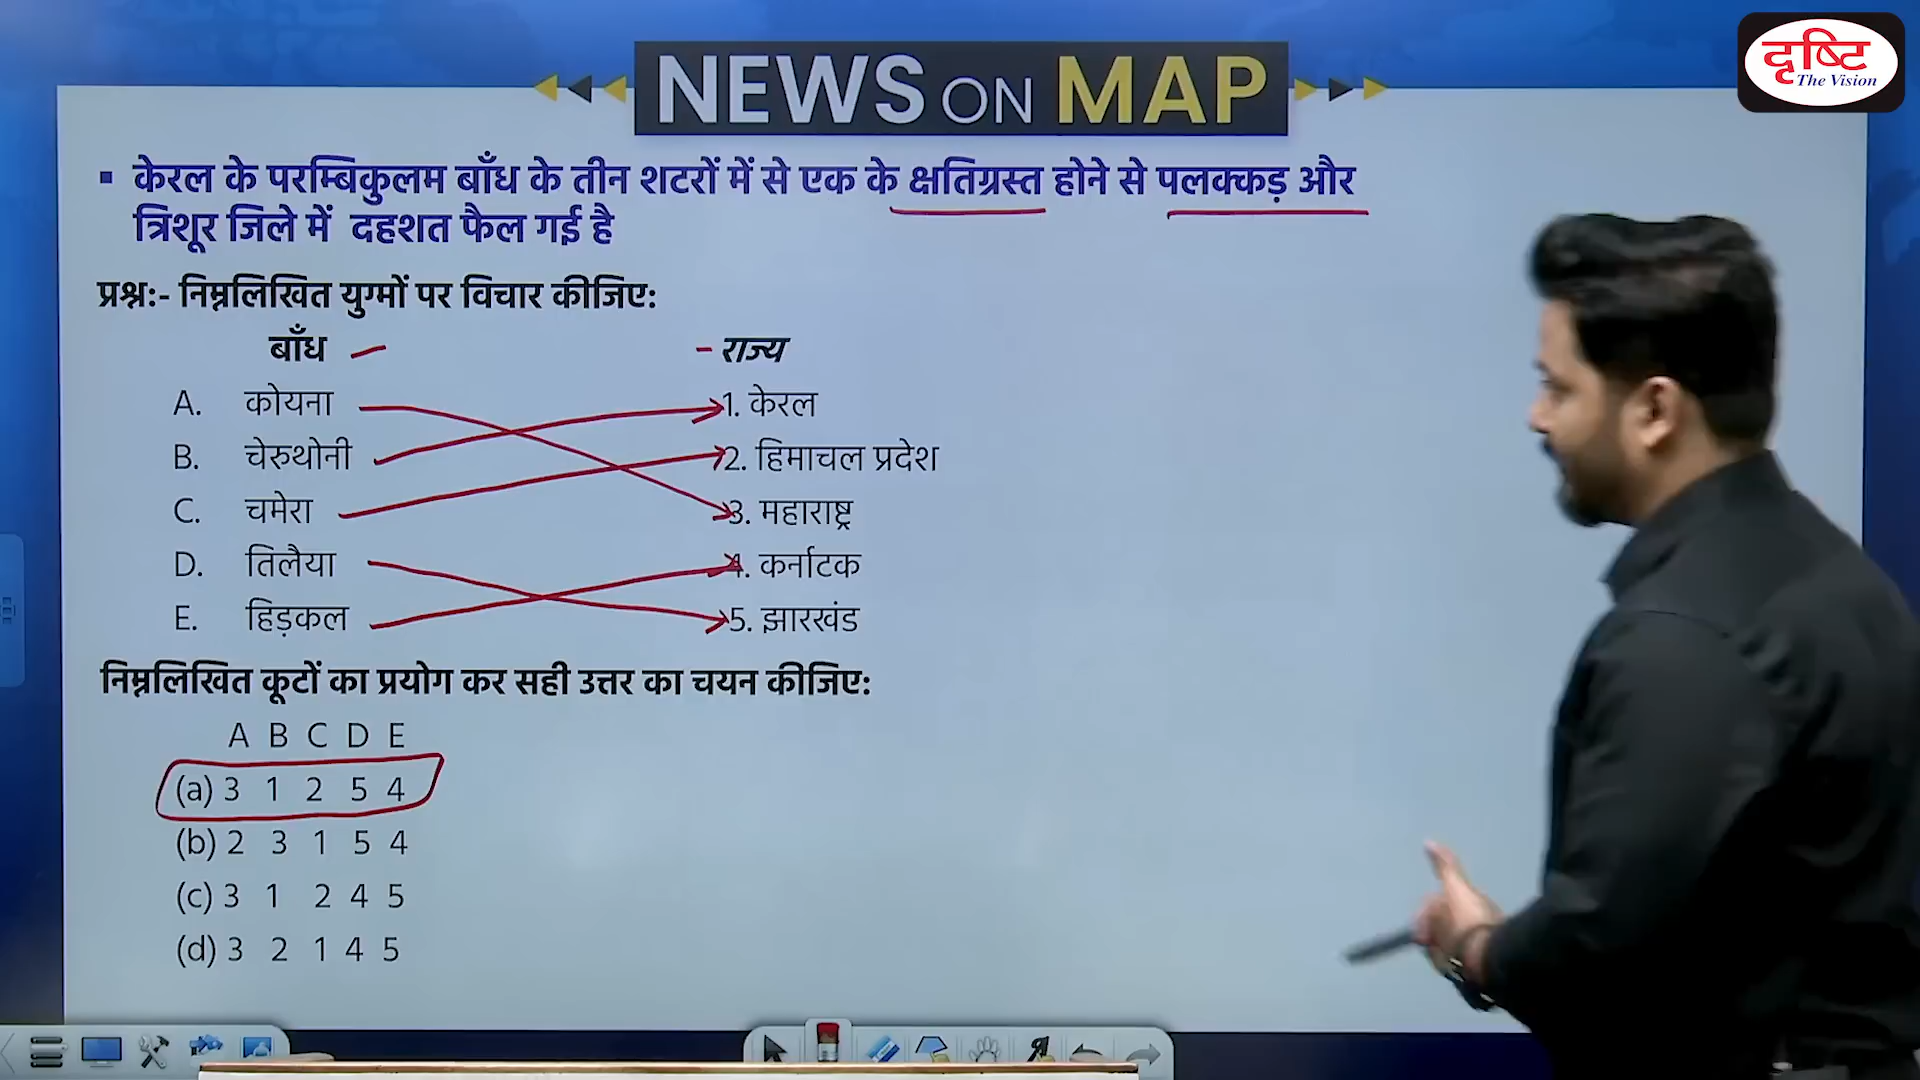 दृष्टि
The Vision
NEWS ON MAP
▪ केरल के परम्बिकुलम बाँध के तीन शटरों में से एक के क्षतिग्रस्त होने से पलक्कड़ और
त्रिशूर जिले में दहशत फैल गई है
प्रश्न:- निम्नलिखित युग्मों पर विचार कीजिए:
बाँध - राज्य
A. कोयना 1. केरल
B. चेरुथोनी 2. हिमाचल प्रदेश
C. चमेरा 3. महाराष्ट्र
D. तिलैया 4. कर्नाटक
E. हिड़कल 5. झारखंड
निम्नलिखित कूटों का प्रयोग कर सही उत्तर का चयन कीजिए:
A B C D E
(a) 3 1 2 5 4
(b) 2 3 1 5 4
(c) 3 1 2 4 5
(d) 3 2 1 4 5